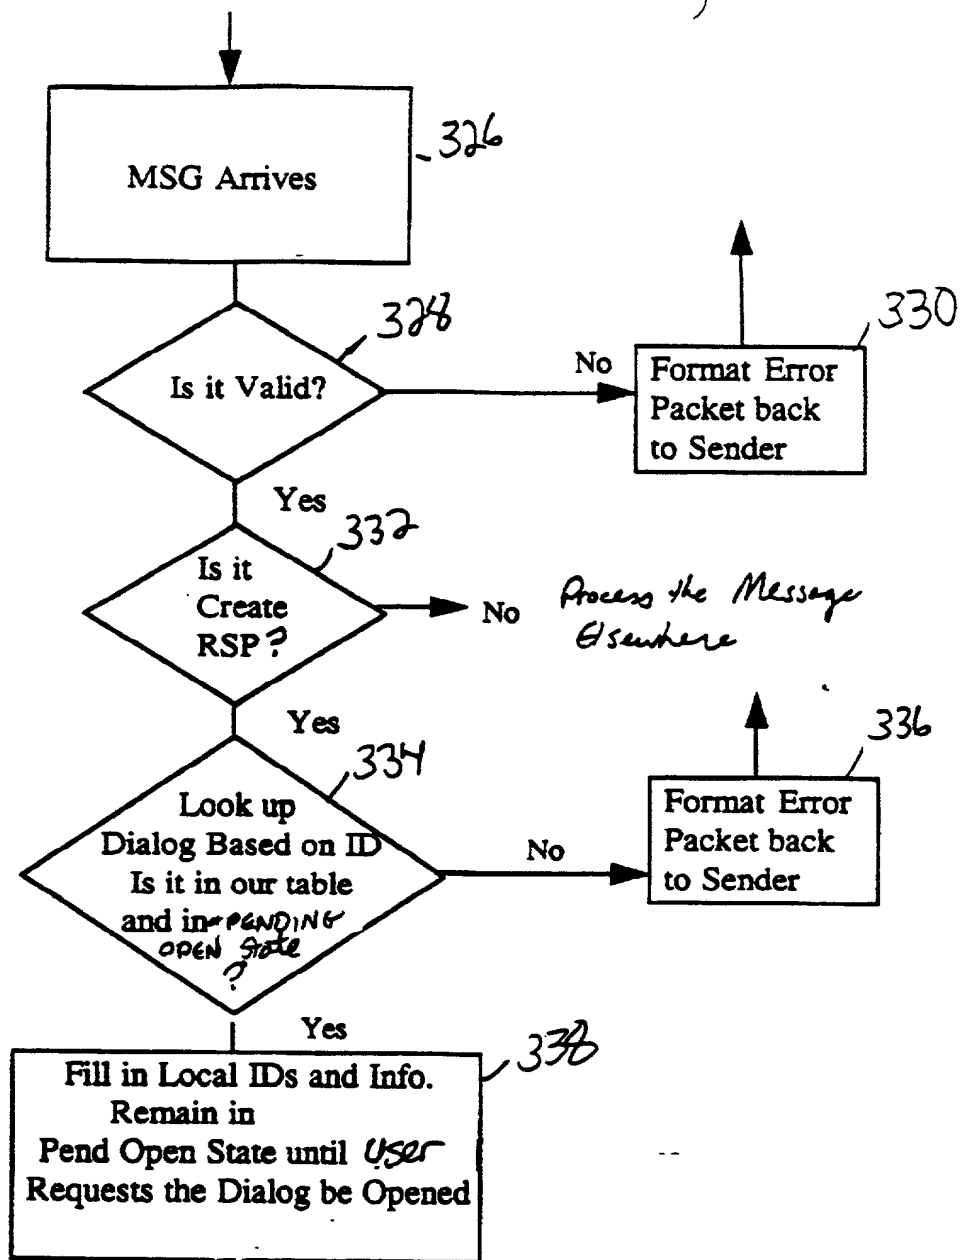 MSG Arrives
326
Is it Valid?
328
No
Format Error
Packet back
to Sender
330
Yes
Is it
Create
RSP?
332
No
Process the Message
Elsewhere
Yes
Look up
Dialog Based on ID
Is it in our table
and in PENDING
OPEN State
?
334
No
Format Error
Packet back
to Sender
336
Yes
Fill in Local IDs and Info.
Remain in
Pend Open State until User
Requests the Dialog be Opened
338